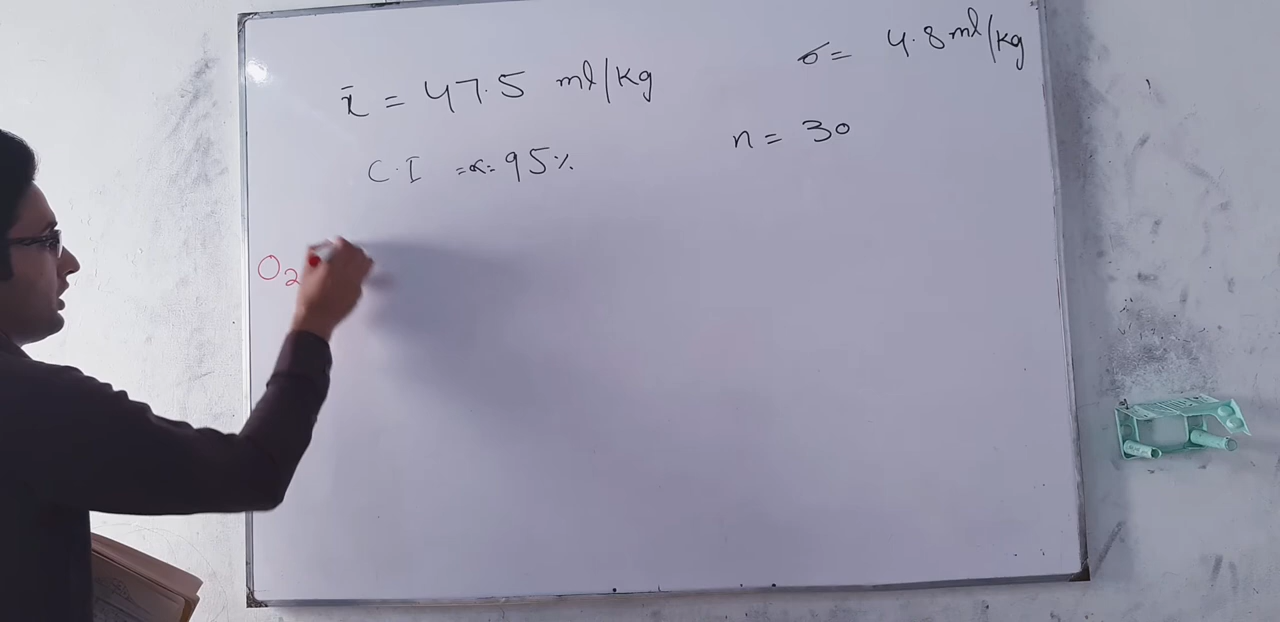 x̄ = 47.5 ml/kg
σ = 4.8 ml/kg
n = 30
C.I =α= 95%
O2